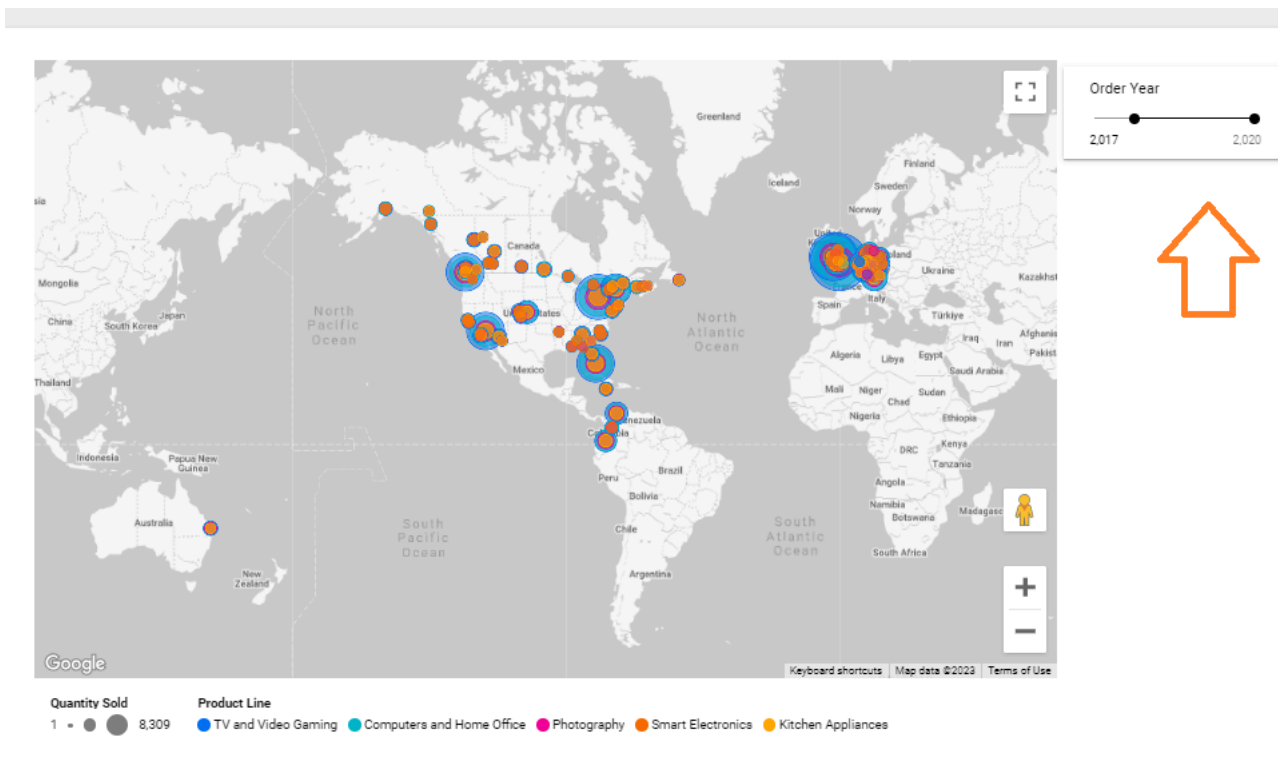 Order Year
2,017 2,020
Greenland
Iceland
Finland
Sweden
Norway
Canada
Ukraine
Kazakhst
Mongolia
China
South Korea
Japan
North
Pacific
Ocean
North
Atlantic
Ocean
Spain
Italy
Türkiye
Iraq
Iran
Afghanis
Pakist
Algeria
Libya
Egypt
Saudi Arabia
Mexico
Thailand
Mali
Niger
Chad
Sudan
Nigeria
Ethiopia
DRC
Kenya
Tanzania
Indonesia
Papua New
Guinea
Peru
Brazil
Bolivia
Angola
Namibia
Botswana
Madagasc
Australia
South
Pacific
Ocean
Chile
South
Atlantic
Ocean
South Africa
New
Zealand
Argentina
Google
Keyboard shortcuts Map data ©2023 Terms of Use
Quantity Sold Product Line
1 8,309 TV and Video Gaming Computers and Home Office Photography Smart Electronics Kitchen Appliances